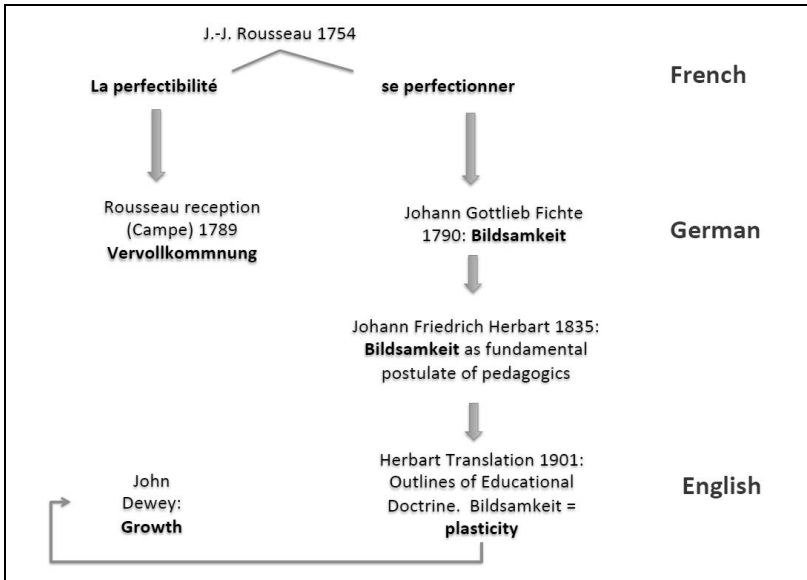 J.-J. Rousseau 1754
French
La perfectibilité
se perfectionner
Rousseau reception
(Campe) 1789
Vervollkommnung
Johann Gottlieb Fichte
1790: Bildsamkeit
German
Johann Friedrich Herbart 1835:
Bildsamkeit as fundamental
postulate of pedagogics
John
Dewey:
Growth
Herbart Translation 1901:
Outlines of Educational
Doctrine. Bildsamkeit =
plasticity
English